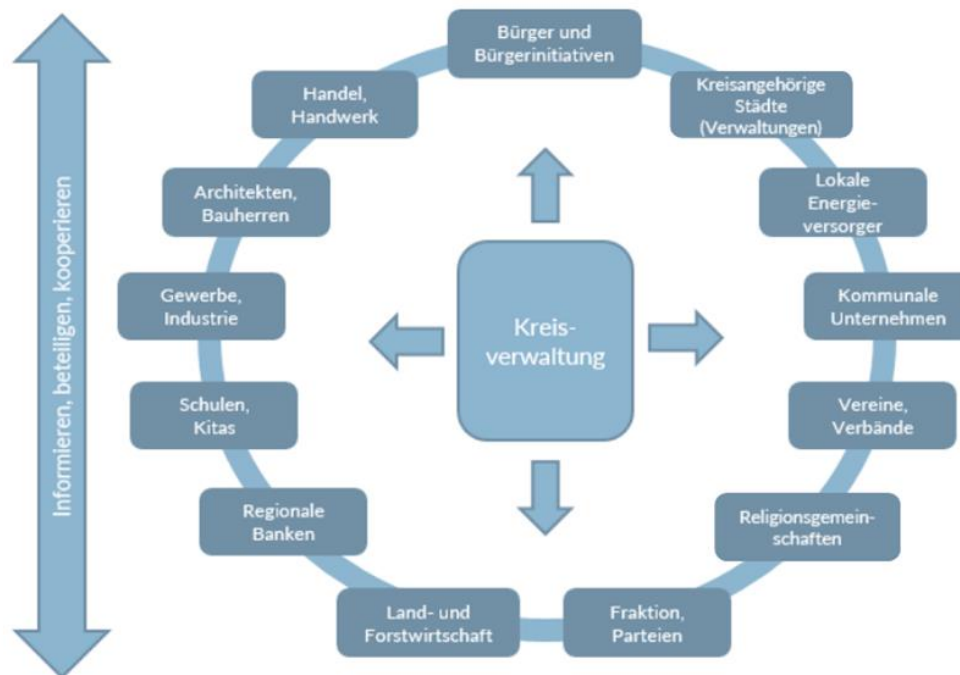 Informieren, beteiligen, kooperieren
Bürger und
Bürgerinitiativen
Kreisangehörige
Städte
(Verwaltungen)
Lokale
Energie-
versorger
Kommunale
Unternehmen
Vereine,
Verbände
Religionsgemein-
schaften
Fraktion,
Parteien
Land- und
Forstwirtschaft
Regionale
Banken
Schulen,
Kitas
Gewerbe,
Industrie
Architekten,
Bauherren
Handel,
Handwerk
Kreis-
verwaltung